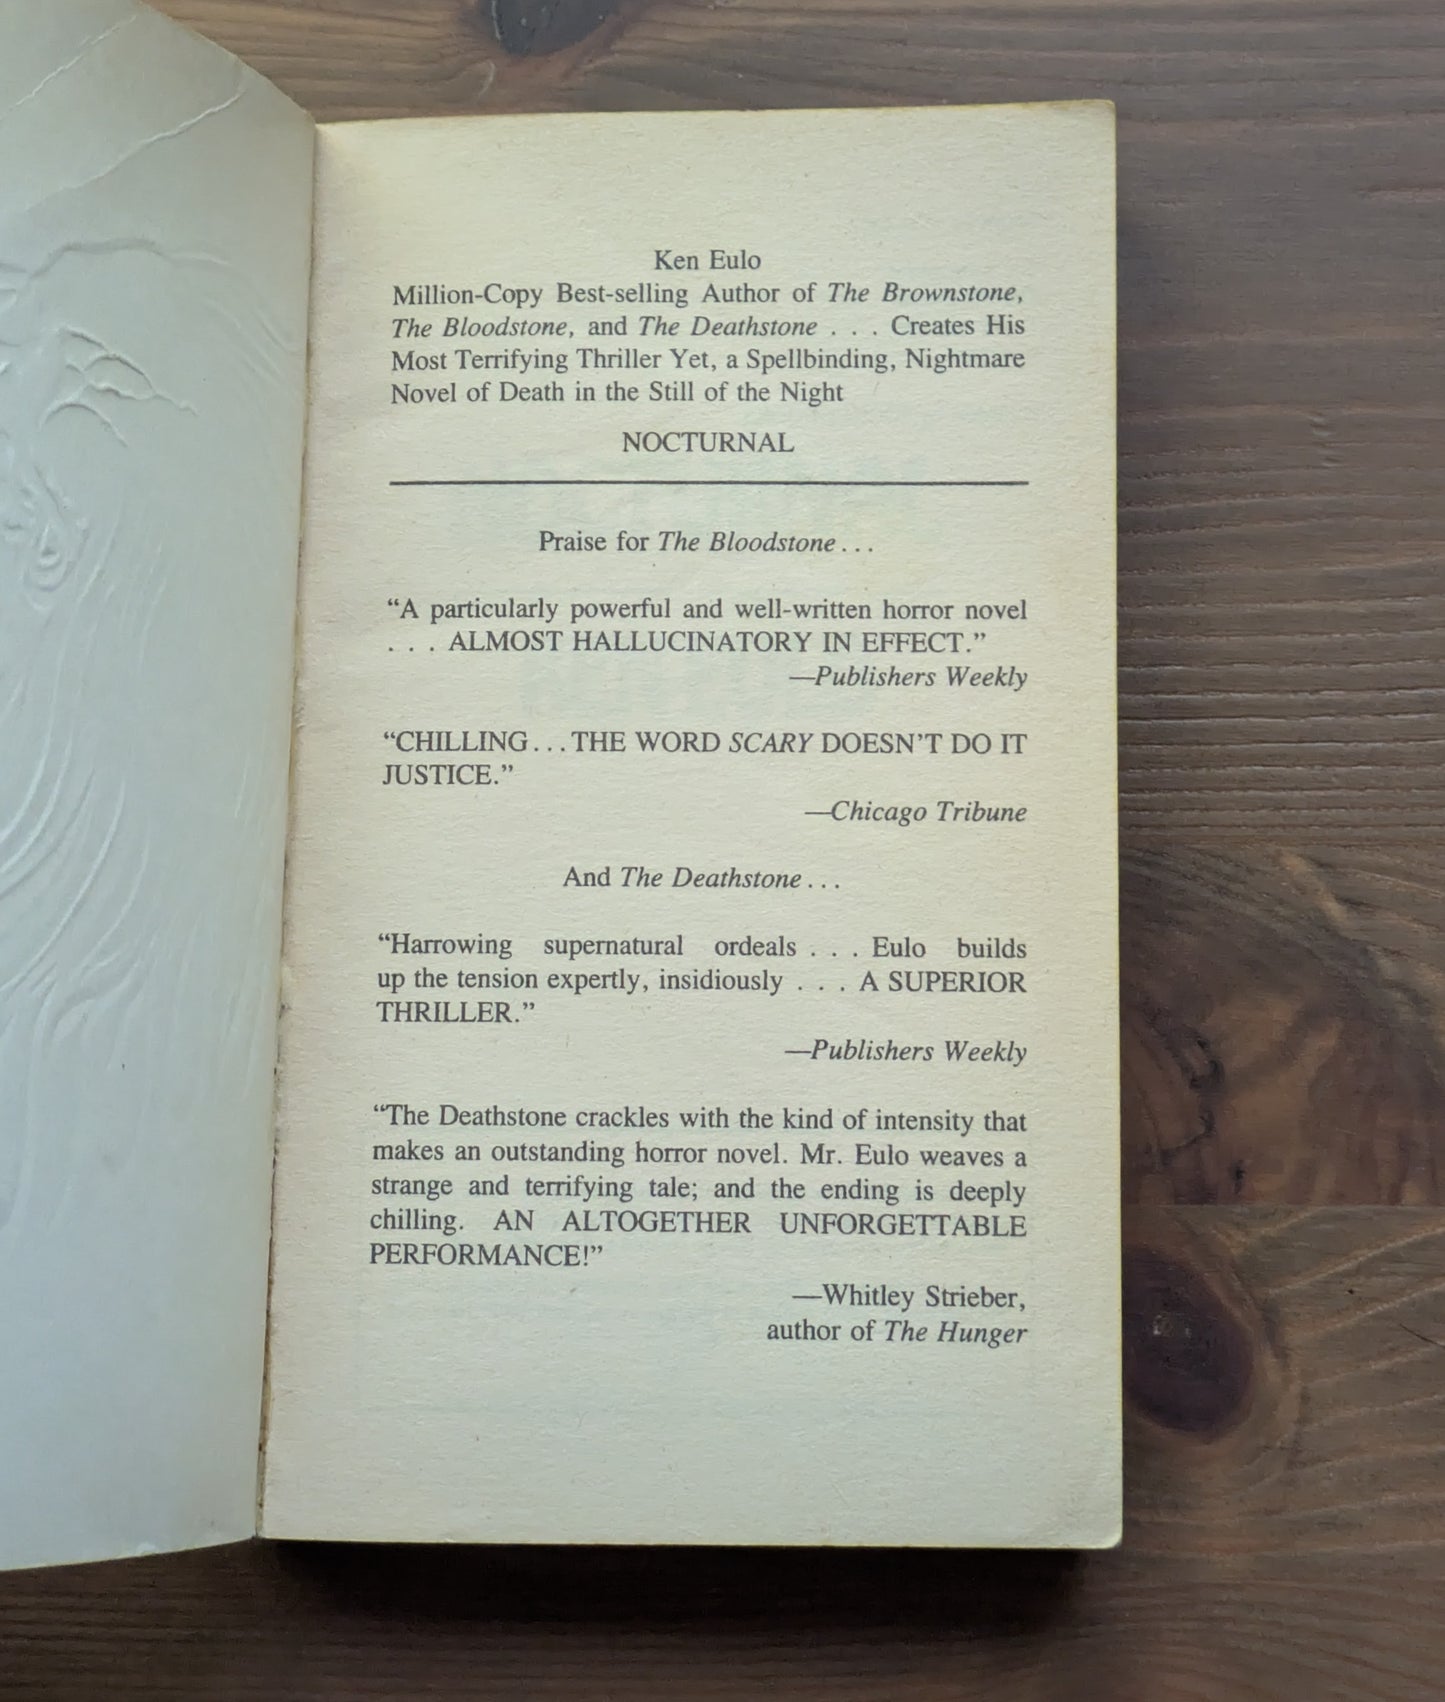 Ken Eulo
Million-Copy Best-selling Author of The Brownstone,
The Bloodstone, and The Deathstone . . . Creates His
Most Terrifying Thriller Yet, a Spellbinding, Nightmare
Novel of Death in the Still of the Night
NOCTURNAL
Praise for The Bloodstone...
“A particularly powerful and well-written horror novel
. . . ALMOST HALLUCINATORY IN EFFECT.”
—Publishers Weekly
“CHILLING...THE WORD SCARY DOESN’T DO IT
JUSTICE.”
—Chicago Tribune
And The Deathstone...
“Harrowing supernatural ordeals . . . Eulo builds
up the tension expertly, insidiously . . . A SUPERIOR
THRILLER.”
—Publishers Weekly
“The Deathstone crackles with the kind of intensity that
makes an outstanding horror novel. Mr. Eulo weaves a
strange and terrifying tale; and the ending is deeply
chilling. AN ALTOGETHER UNFORGETTABLE
PERFORMANCE!”
—Whitley Strieber,
author of The Hunger